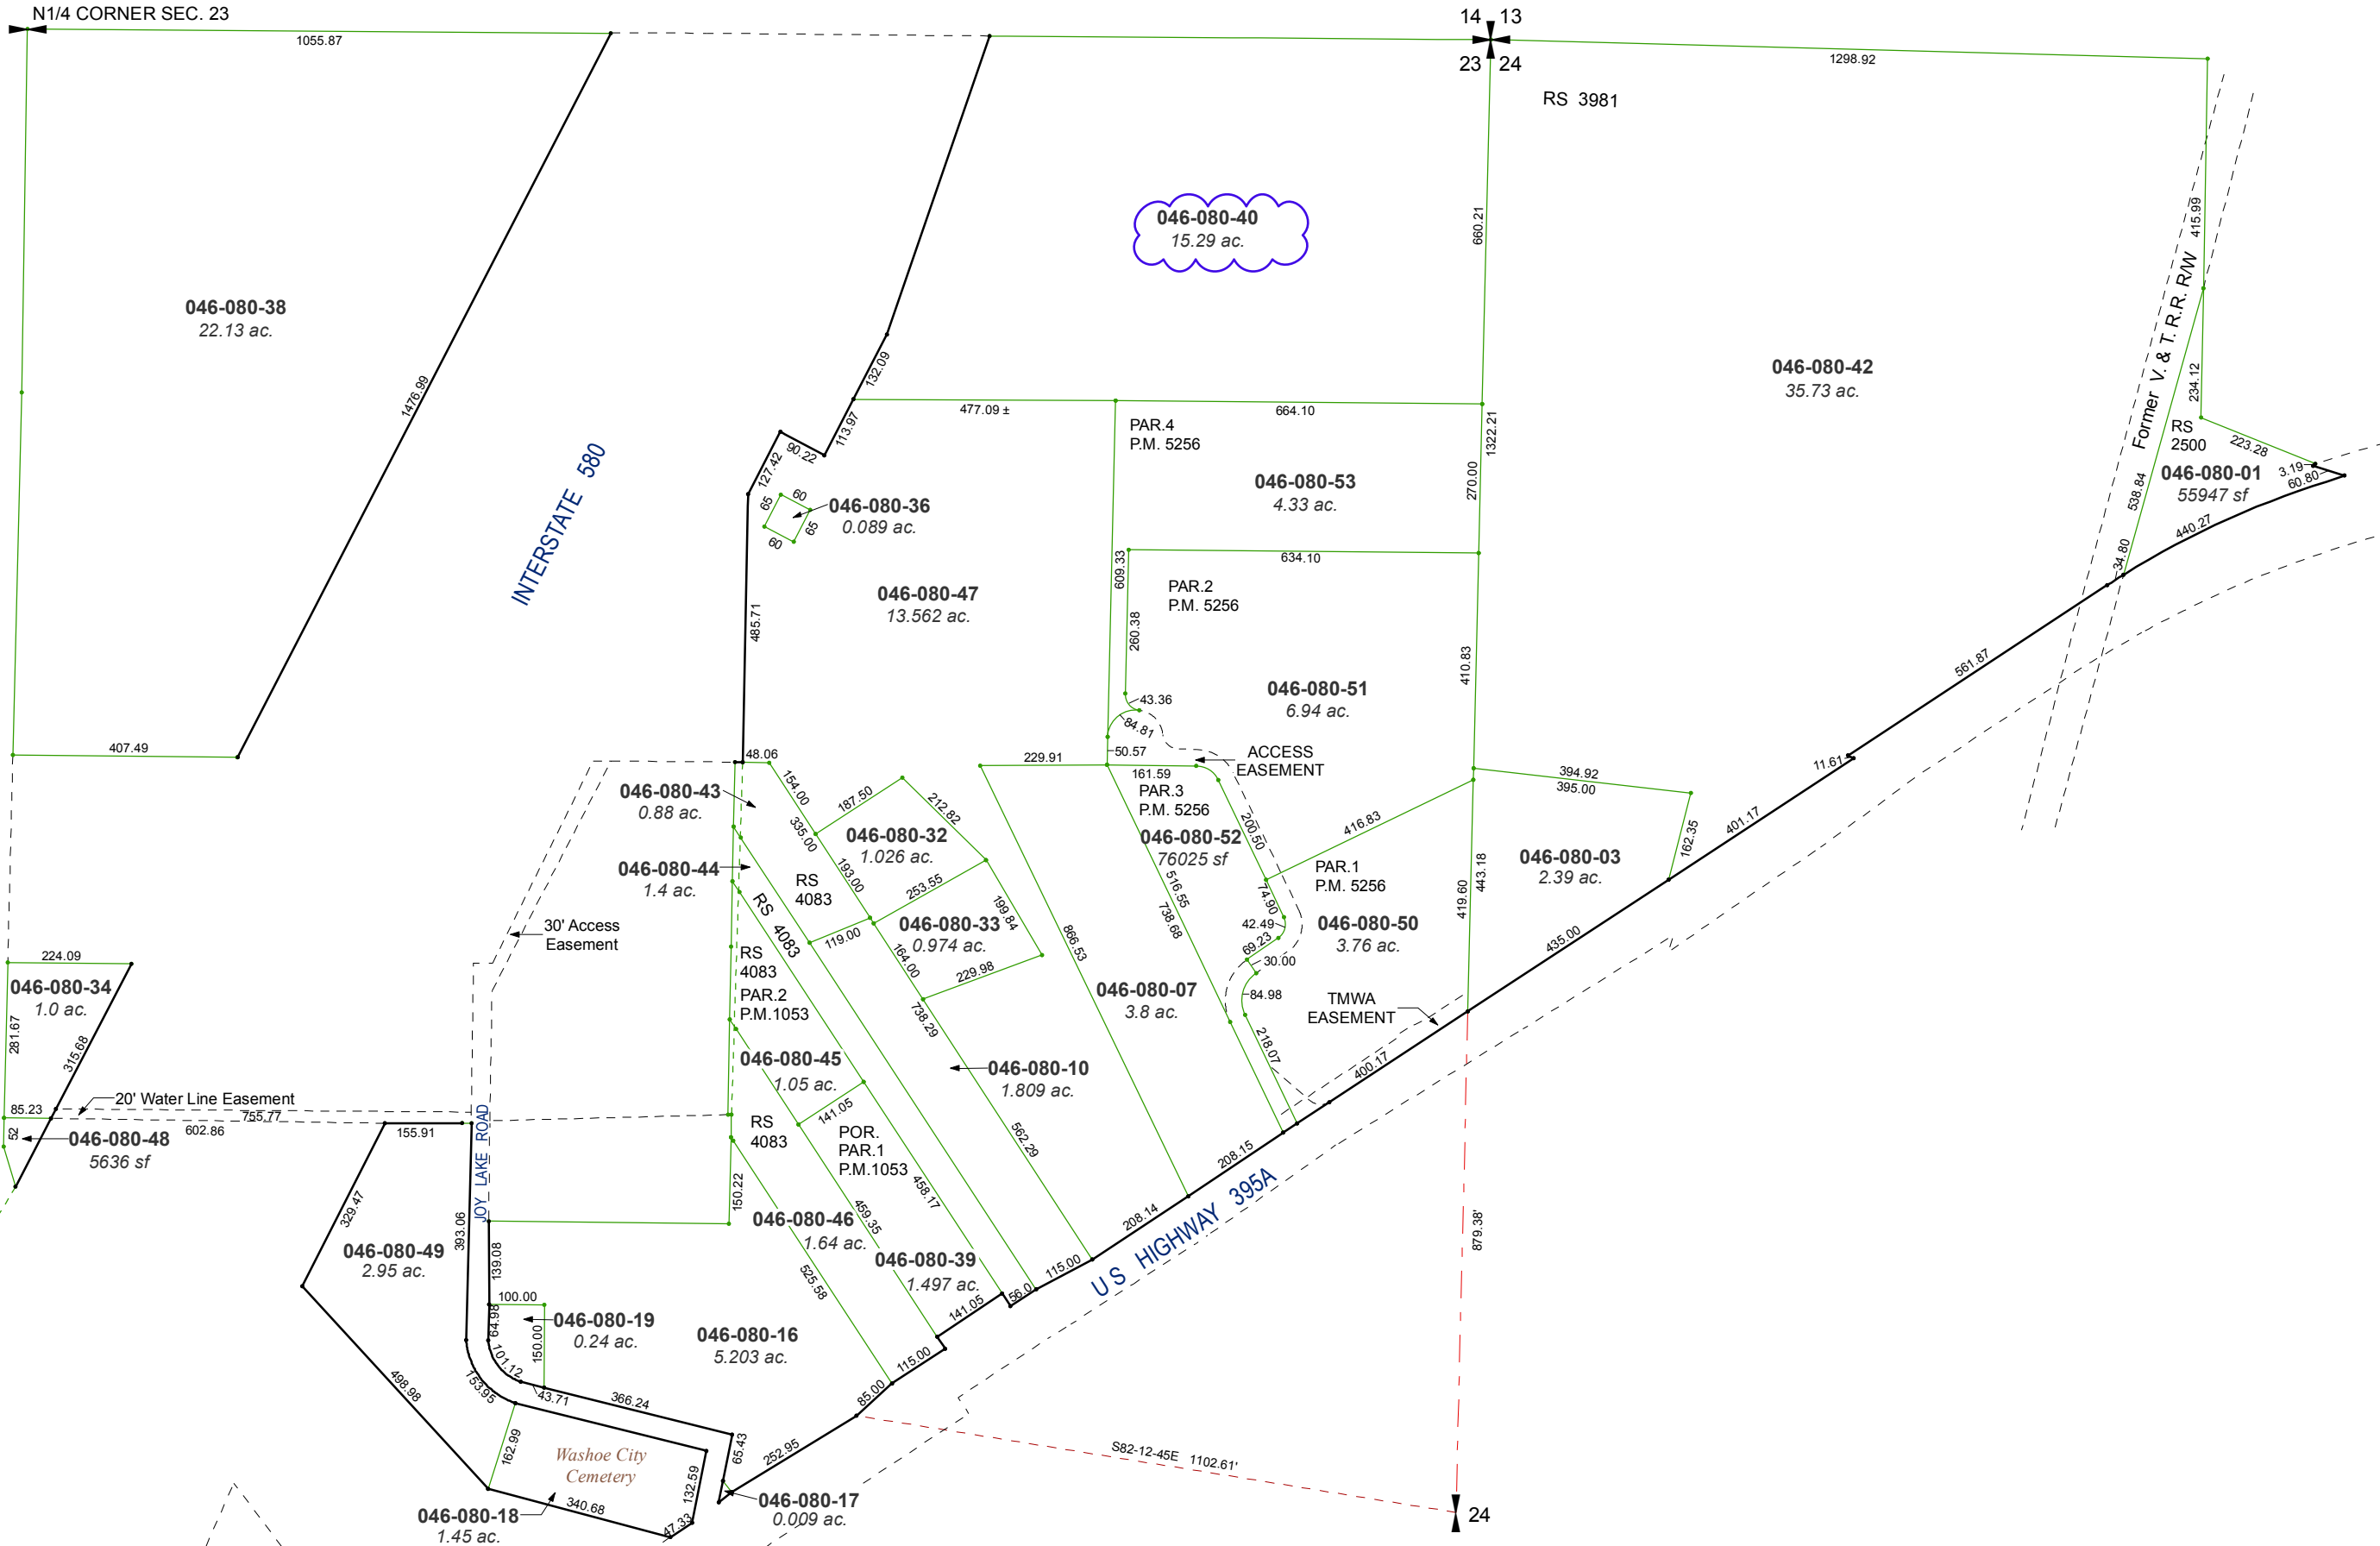 N1/4 CORNER SEC. 23
1055.87
14 13
23 24
1298.92
RS 3981
046-080-40
15.29 ac.
660.21
415.99
046-080-38
22.13 ac.
1476.99
132.09
Former V. & T. R.R. R/W
046-080-42
35.73 ac.
234.12
477.09 ±
664.10
1322.21
113.97
PAR.4
P.M. 5256
RS
2500
223.28
3.19
60.80
90.22
127.42
INTERSTATE 580
046-080-53
4.33 ac.
270.00
046-080-01
55947 sf
538.84
440.27
34.80
60
65
65
60
046-080-36
0.089 ac.
634.10
609.33
260.38
PAR.2
P.M. 5256
046-080-47
13.562 ac.
485.71
410.83
561.87
046-080-51
6.94 ac.
43.36
84.81
50.57
ACCESS
EASEMENT
407.49
48.06
229.91
161.59
PAR.3
P.M. 5256
394.92
395.00
11.61
046-080-43
0.88 ac.
154.00
187.50
212.82
335.00
046-080-32
1.026 ac.
046-080-52
76025 sf
200.50
416.83
401.17
162.35
046-080-03
2.39 ac.
443.18
419.60
046-080-44
1.4 ac.
RS
4083
193.00
253.55
PAR.1
P.M. 5256
516.55
738.68
74.90
42.49
046-080-50
3.76 ac.
RS 4083
30' Access
Easement
119.00
046-080-33
0.974 ac.
199.84
866.53
69.23
30.00
435.00
224.09
046-080-34
1.0 ac.
RS
4083
PAR.2
P.M.1053
164.00
229.98
046-080-07
3.8 ac.
84.98
TMWA
EASEMENT
281.67
315.68
738.29
218.07
046-080-45
1.05 ac.
046-080-10
1.809 ac.
400.17
85.23
20' Water Line Easement
755.77
602.86
52
046-080-48
5636 sf
155.91
JOY LAKE ROAD
141.05
RS
4083
POR.
PAR.1
P.M.1053
562.29
208.15
329.47
393.06
150.22
458.17
459.35
208.14
US HIGHWAY 395A
879.38'
046-080-49
2.95 ac.
139.08
046-080-46
1.64 ac.
046-080-39
1.497 ac.
525.58
115.00
56.0
141.05
100.00
64.98
046-080-19
0.24 ac.
150.00
046-080-16
5.203 ac.
115.00
101.12
153.95
43.71
366.24
85.00
498.98
162.99
Washoe City
Cemetery
65.43
252.95
132.59
S82-12-45E 1102.61'
340.68
47.33
046-080-18
1.45 ac.
046-080-17
0.009 ac.
24